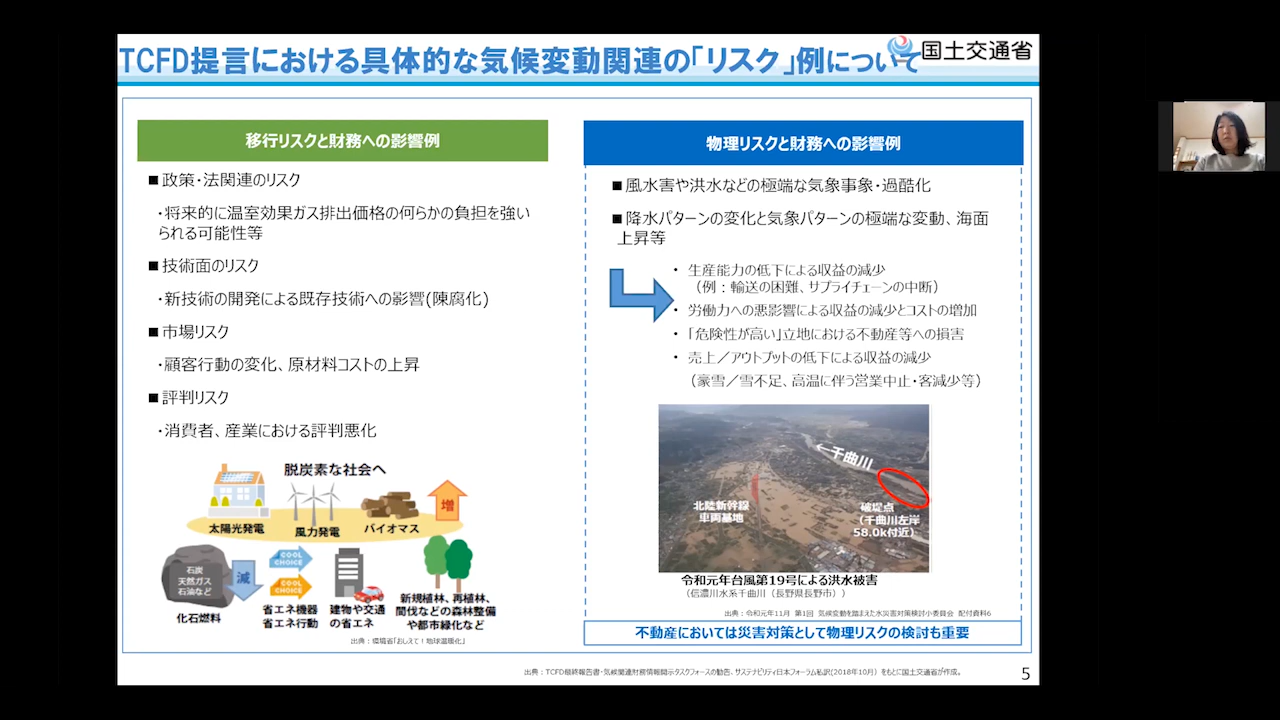 TCFD提言における具体的な気候変動関連の「リスク」例について
国土交通省
移行リスクと財務への影響例
■政策・法関連のリスク
・将来的に温室効果ガス排出価格の何らかの負担を強い
られる可能性等
■技術面のリスク
・新技術の開発による既存技術への影響(陳腐化)
■市場リスク
・顧客行動の変化、原材料コストの上昇
■評判リスク
・消費者、産業における評判悪化
脱炭素な社会へ
太陽光発電
風力発電
バイオマス
増
石炭
天然ガス
石油など
減
COOL
CHOICE
COOL
CHOICE
化石燃料
省エネ機器
省エネ行動
建物や交通
の省エネ
新規植林、再植林、
間伐などの森林整備
や都市緑化など
出典：環境省「おしえて！地球温暖化」
物理リスクと財務への影響例
■風水害や洪水などの極端な気象事象・過酷化
■降水パターンの変化と気象パターンの極端な変動、海面
上昇等
・ 生産能力の低下による収益の減少
（例：輸送の困難、サプライチェーンの中断）
・ 労働力への悪影響による収益の減少とコストの増加
・ 「危険性が高い」立地における不動産等への損害
・ 売上／アウトプットの低下による収益の減少
（豪雪／雪不足、高温に伴う営業中止・客減少等）
←千曲川
北陸新幹線
車両基地
破堤点
（千曲川左岸
58.0k付近）
令和元年台風第19号による洪水被害
（信濃川水系千曲川（長野県長野市））
出典：令和元年11月 第1回 気候変動を踏まえた水災害対策検討小委員会 配付資料6
不動産においては災害対策として物理リスクの検討も重要
出典：TCFD最終報告書・気候関連財務情報開示タスクフォースの勧告、サステナビリティ日本フォーラム私訳(2018年10月）をもとに国土交通省が作成。
5